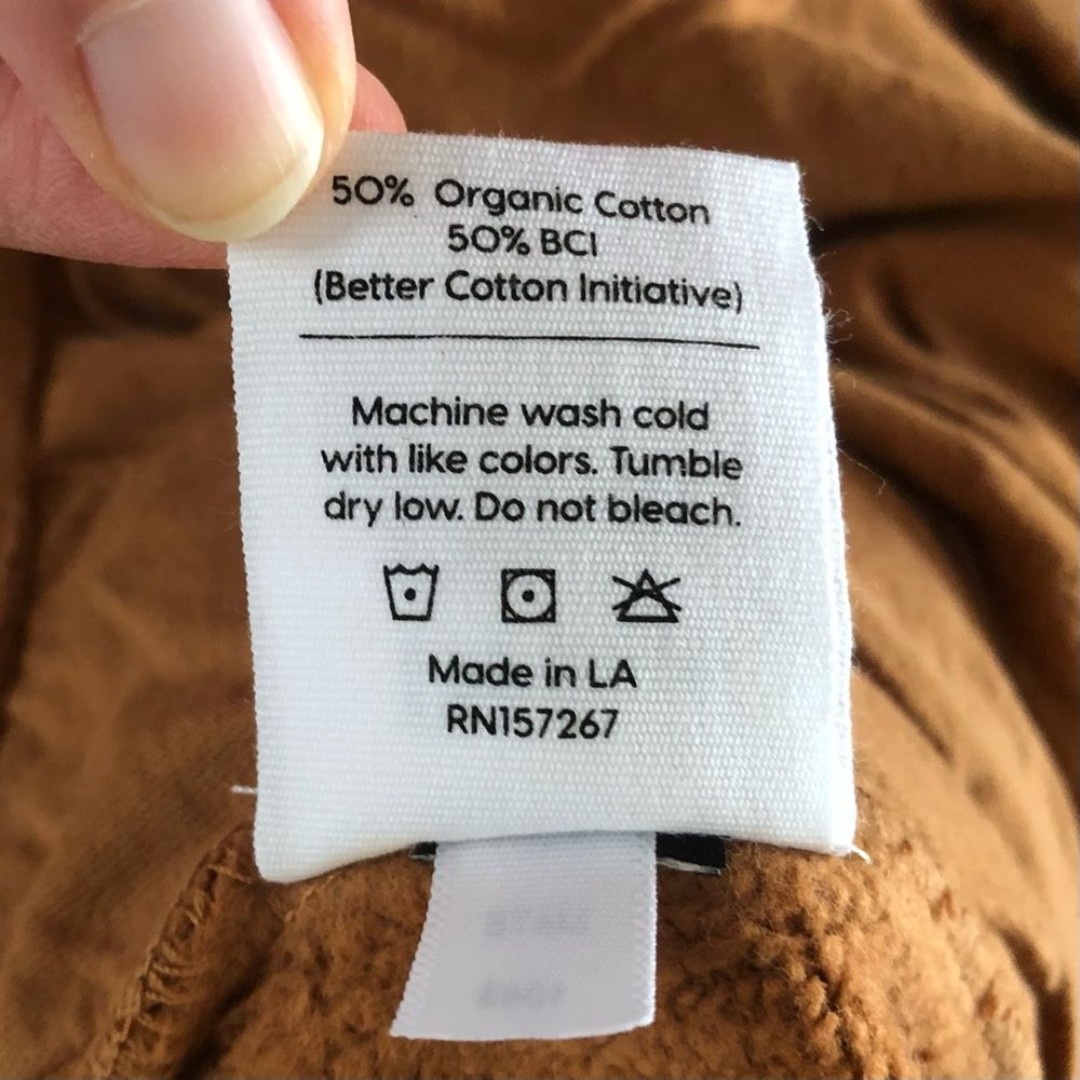 50% Organic Cotton
50% BCI
(Better Cotton Initiative)
Machine wash cold
with like colors. Tumble
dry low. Do not bleach.
Made in LA
RN157267